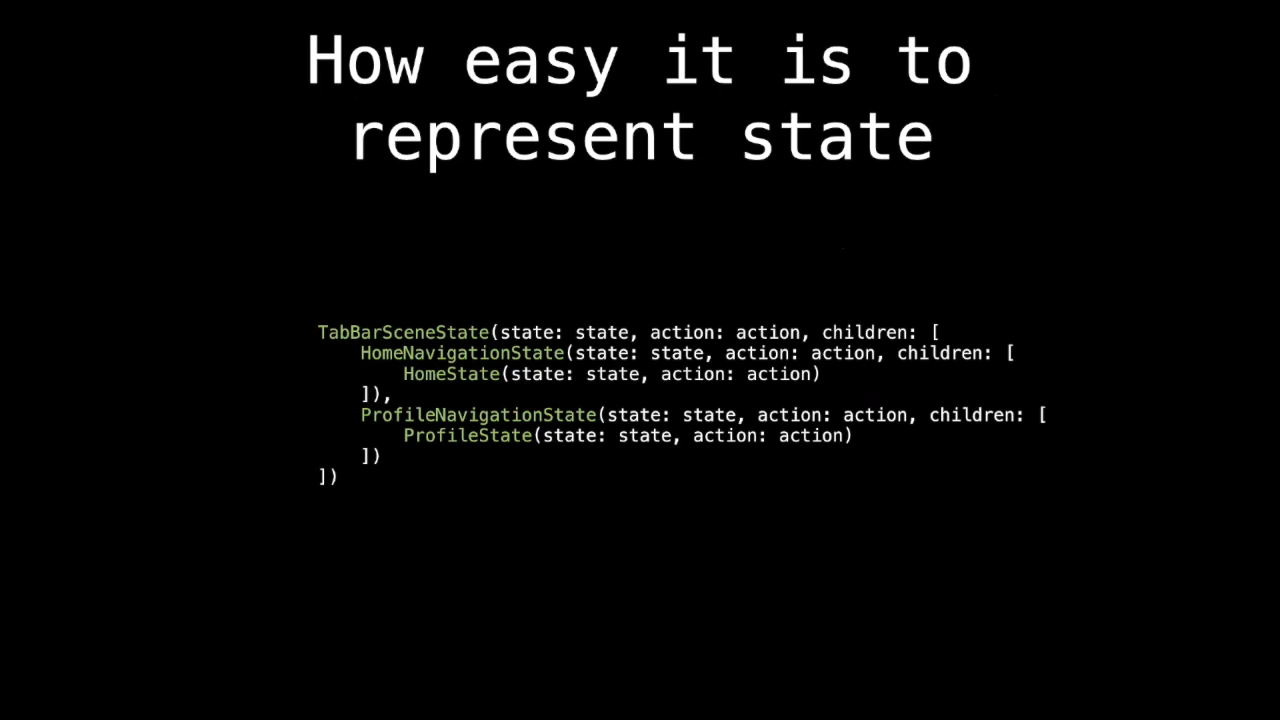 How easy it is to
represent state
TabBarSceneState(state: state, action: action, children: [
    HomeNavigationState(state: state, action: action, children: [
        HomeState(state: state, action: action)
    ]),
    ProfileNavigationState(state: state, action: action, children: [
        ProfileState(state: state, action: action)
    ])
])